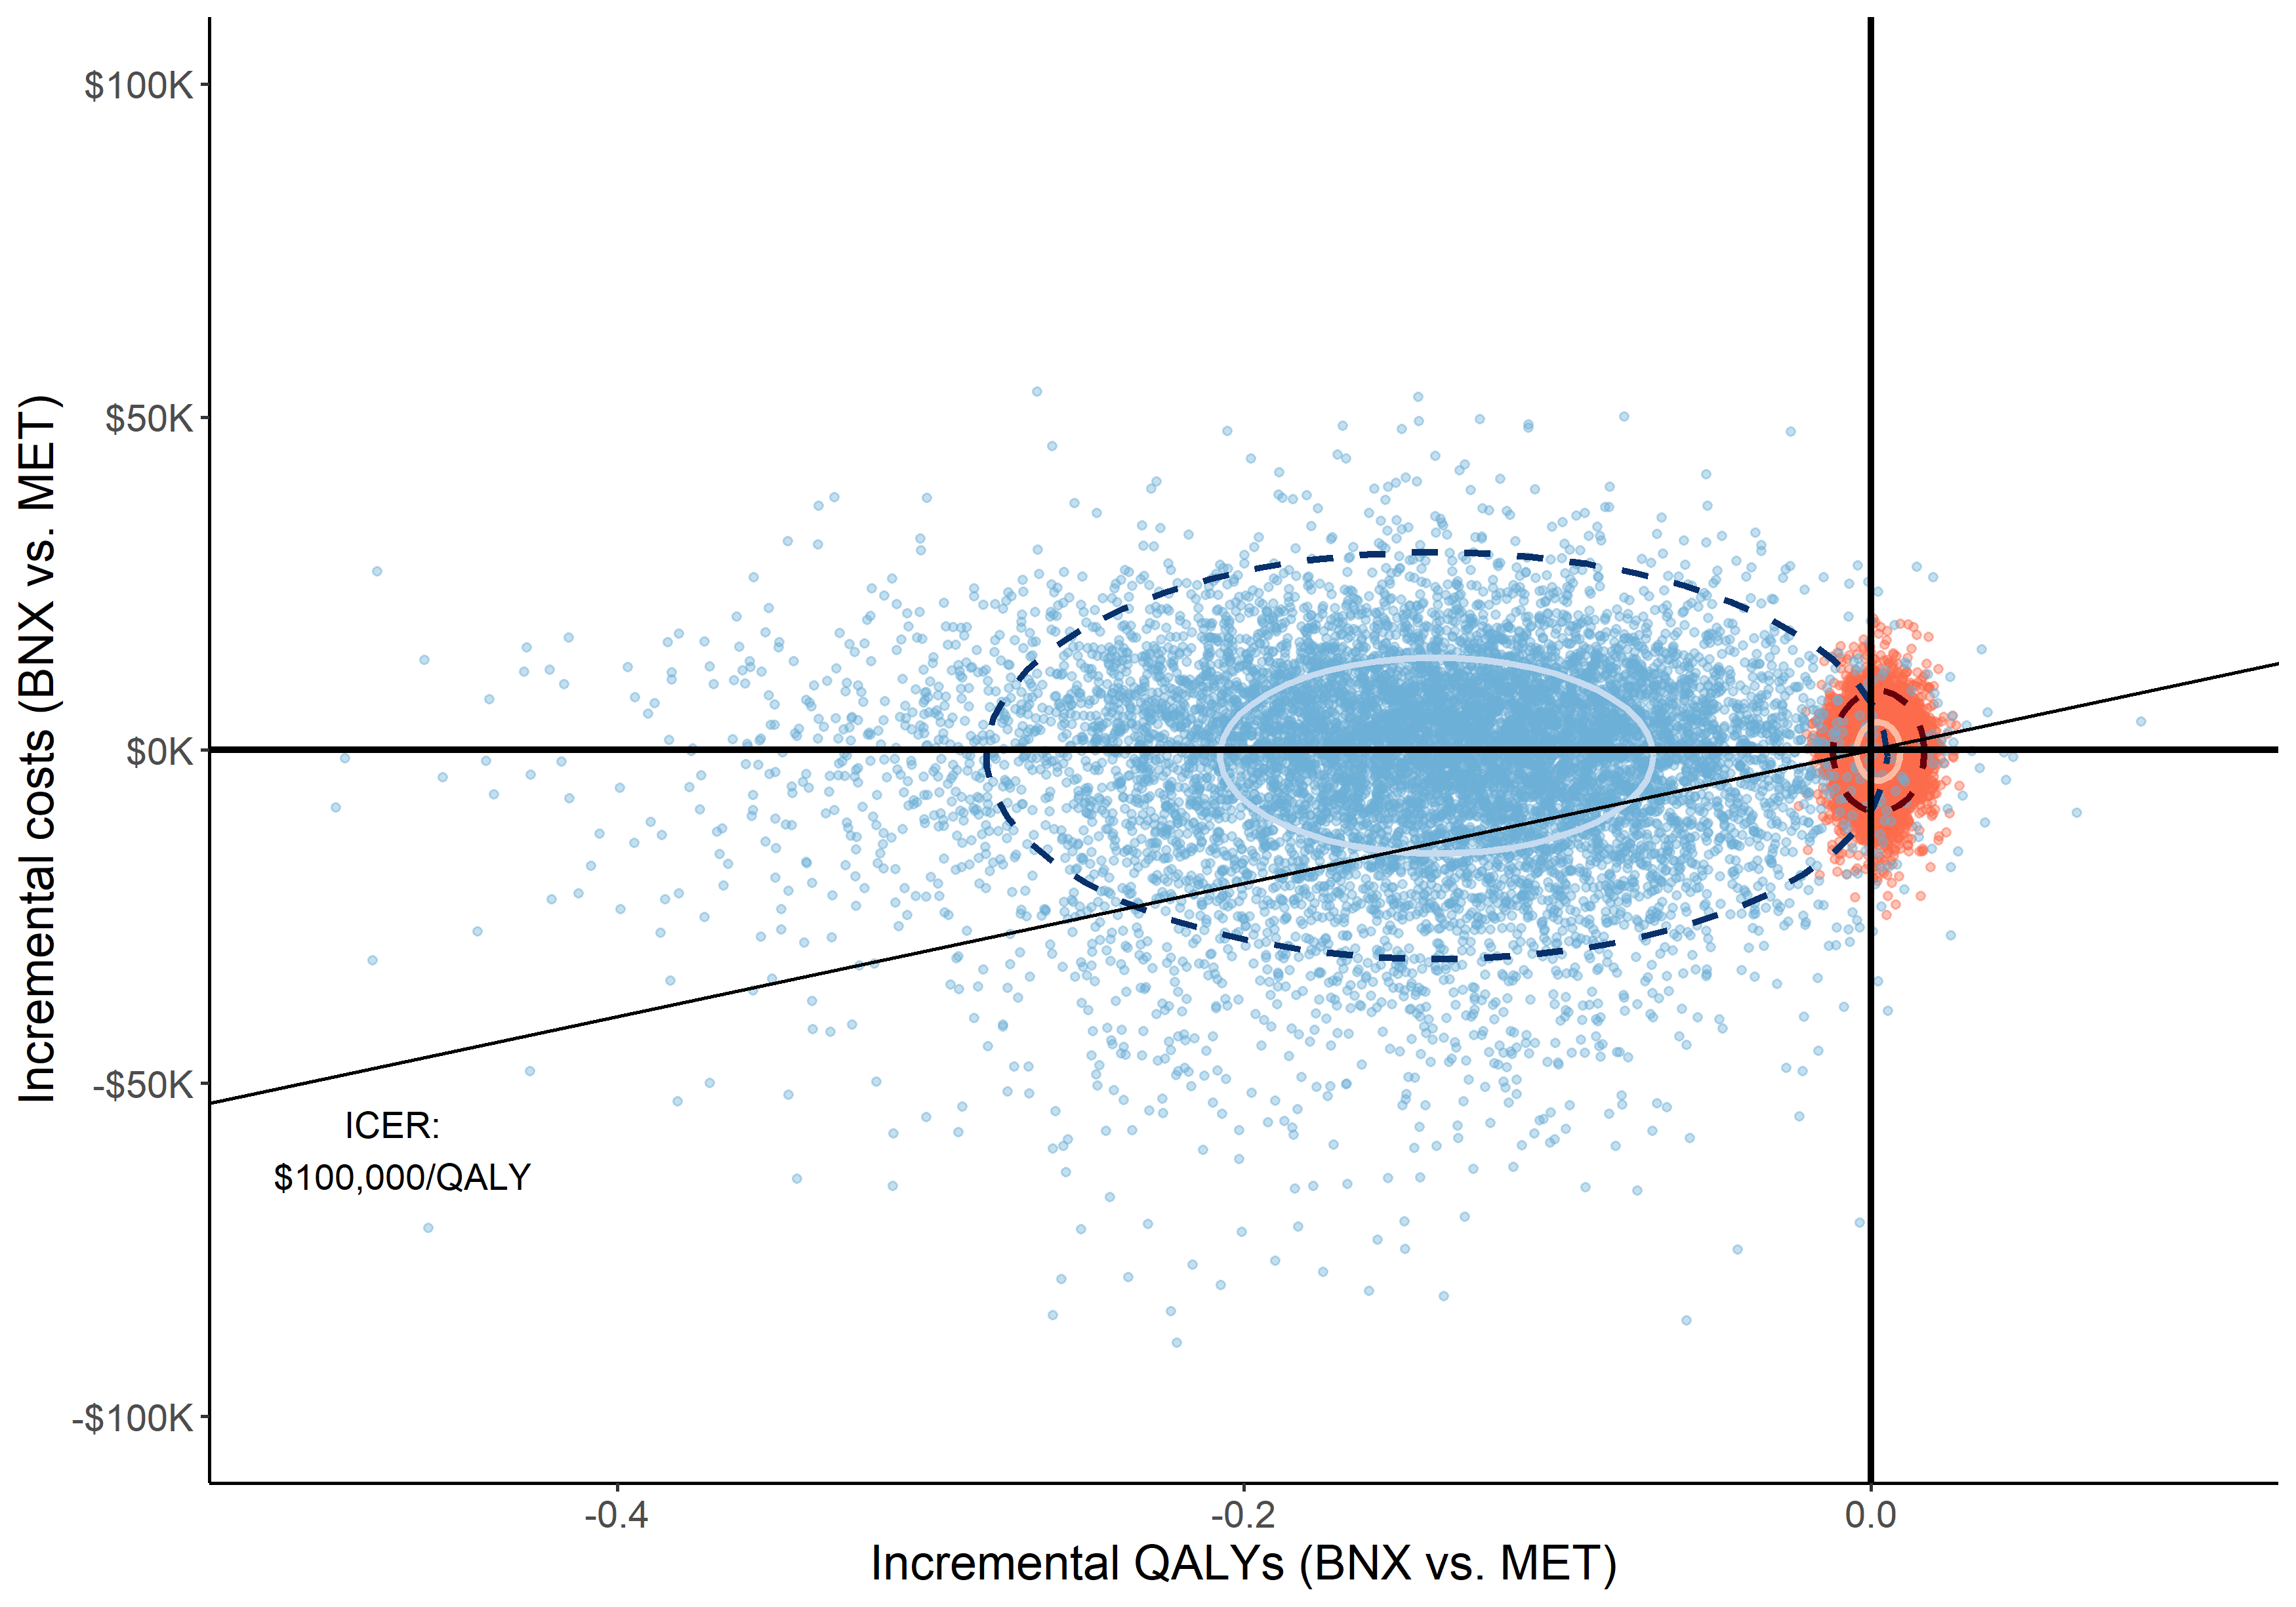 Incremental costs (BNX vs. MET)
$100K
$50K
$0K
-$50K
-$100K
ICER:
$100,000/QALY
-0.4
-0.2
0.0
Incremental QALYs (BNX vs. MET)